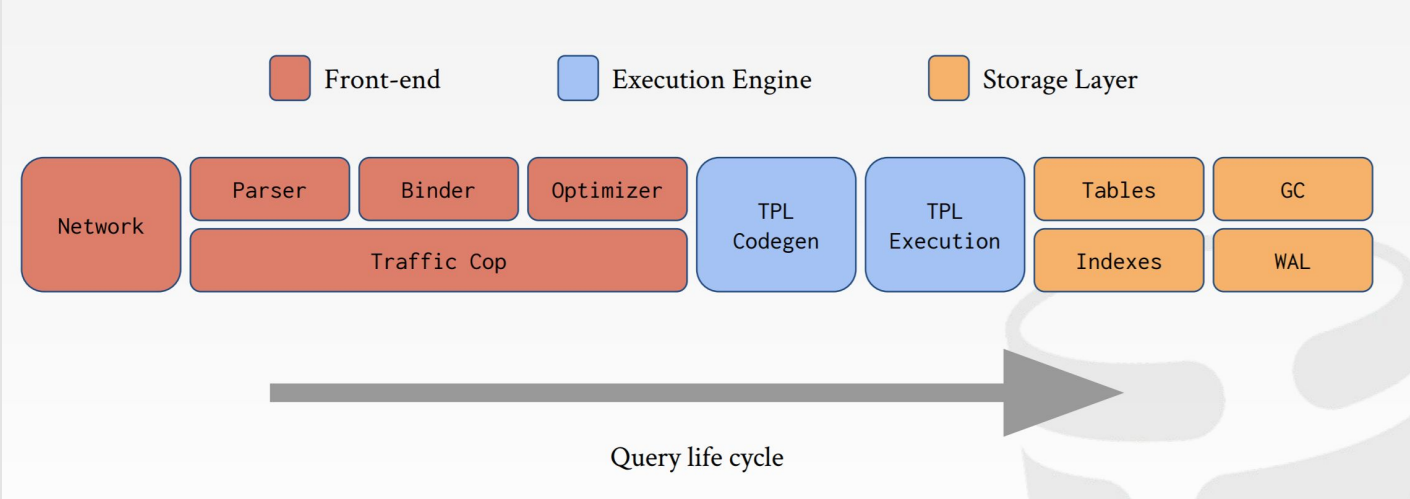 Front-end
Execution Engine
Storage Layer
Network
Parser
Binder
Optimizer
Traffic Cop
TPL
Codegen
TPL
Execution
Tables
GC
Indexes
WAL
Query life cycle